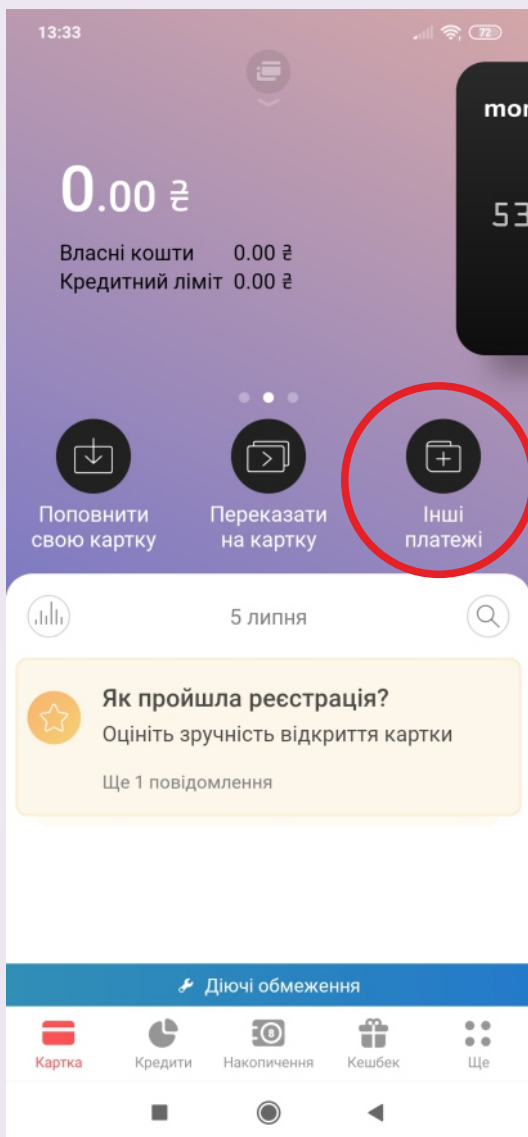 13:33
72
mon
53
0.00 ₴
Власні кошти 0.00 ₴
Кредитний ліміт 0.00 ₴
Поповнити
свою картку
Переказати
на картку
Інші
платежі
5 липня
Як пройшла реєстрація?
Оцініть зручність відкриття картки
Ще 1 повідомлення
Діючі обмеження
Картка
Кредити
8
Накопичення
Кешбек
Ще